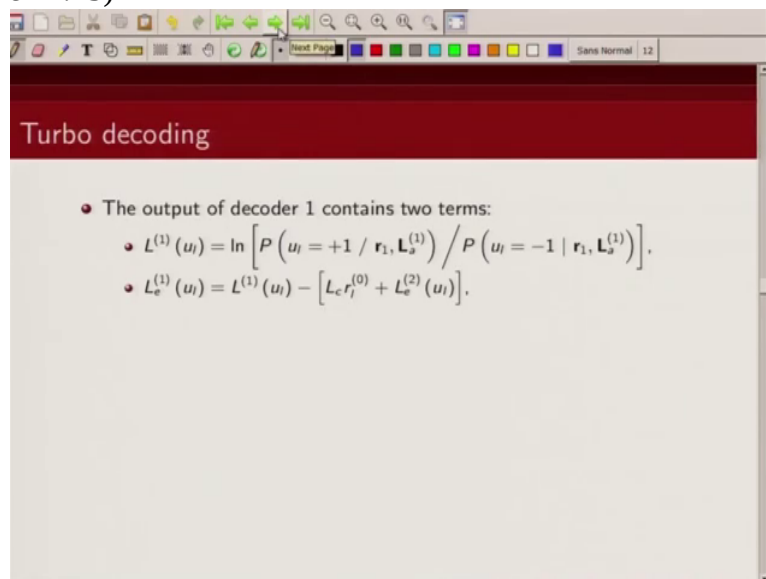 Next Page
Sans Normal 12
Turbo decoding
The output of decoder 1 contains two terms:
L^{(1)}(u_l) = ln [P (u_l = +1 / r_1, L_a^{(1)}) / P (u_l = −1 | r_1, L_a^{(1)})],
L_e^{(1)}(u_l) = L^{(1)}(u_l) − [L_c r_l^{(0)} + L_e^{(2)}(u_l)],